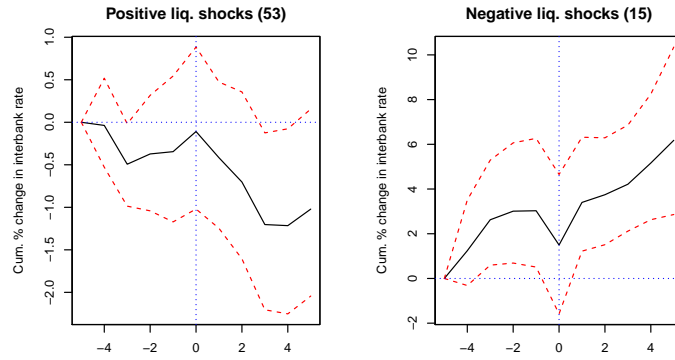 Positive liq. shocks (53)
Cum. % change in interbank rate
1.0
0.5
0.0
−0.5
−1.0
−1.5
−2.0
−4 −2 0 2 4
Negative liq. shocks (15)
Cum. % change in interbank rate
10
8
6
4
2
0
−2
−4 −2 0 2 4